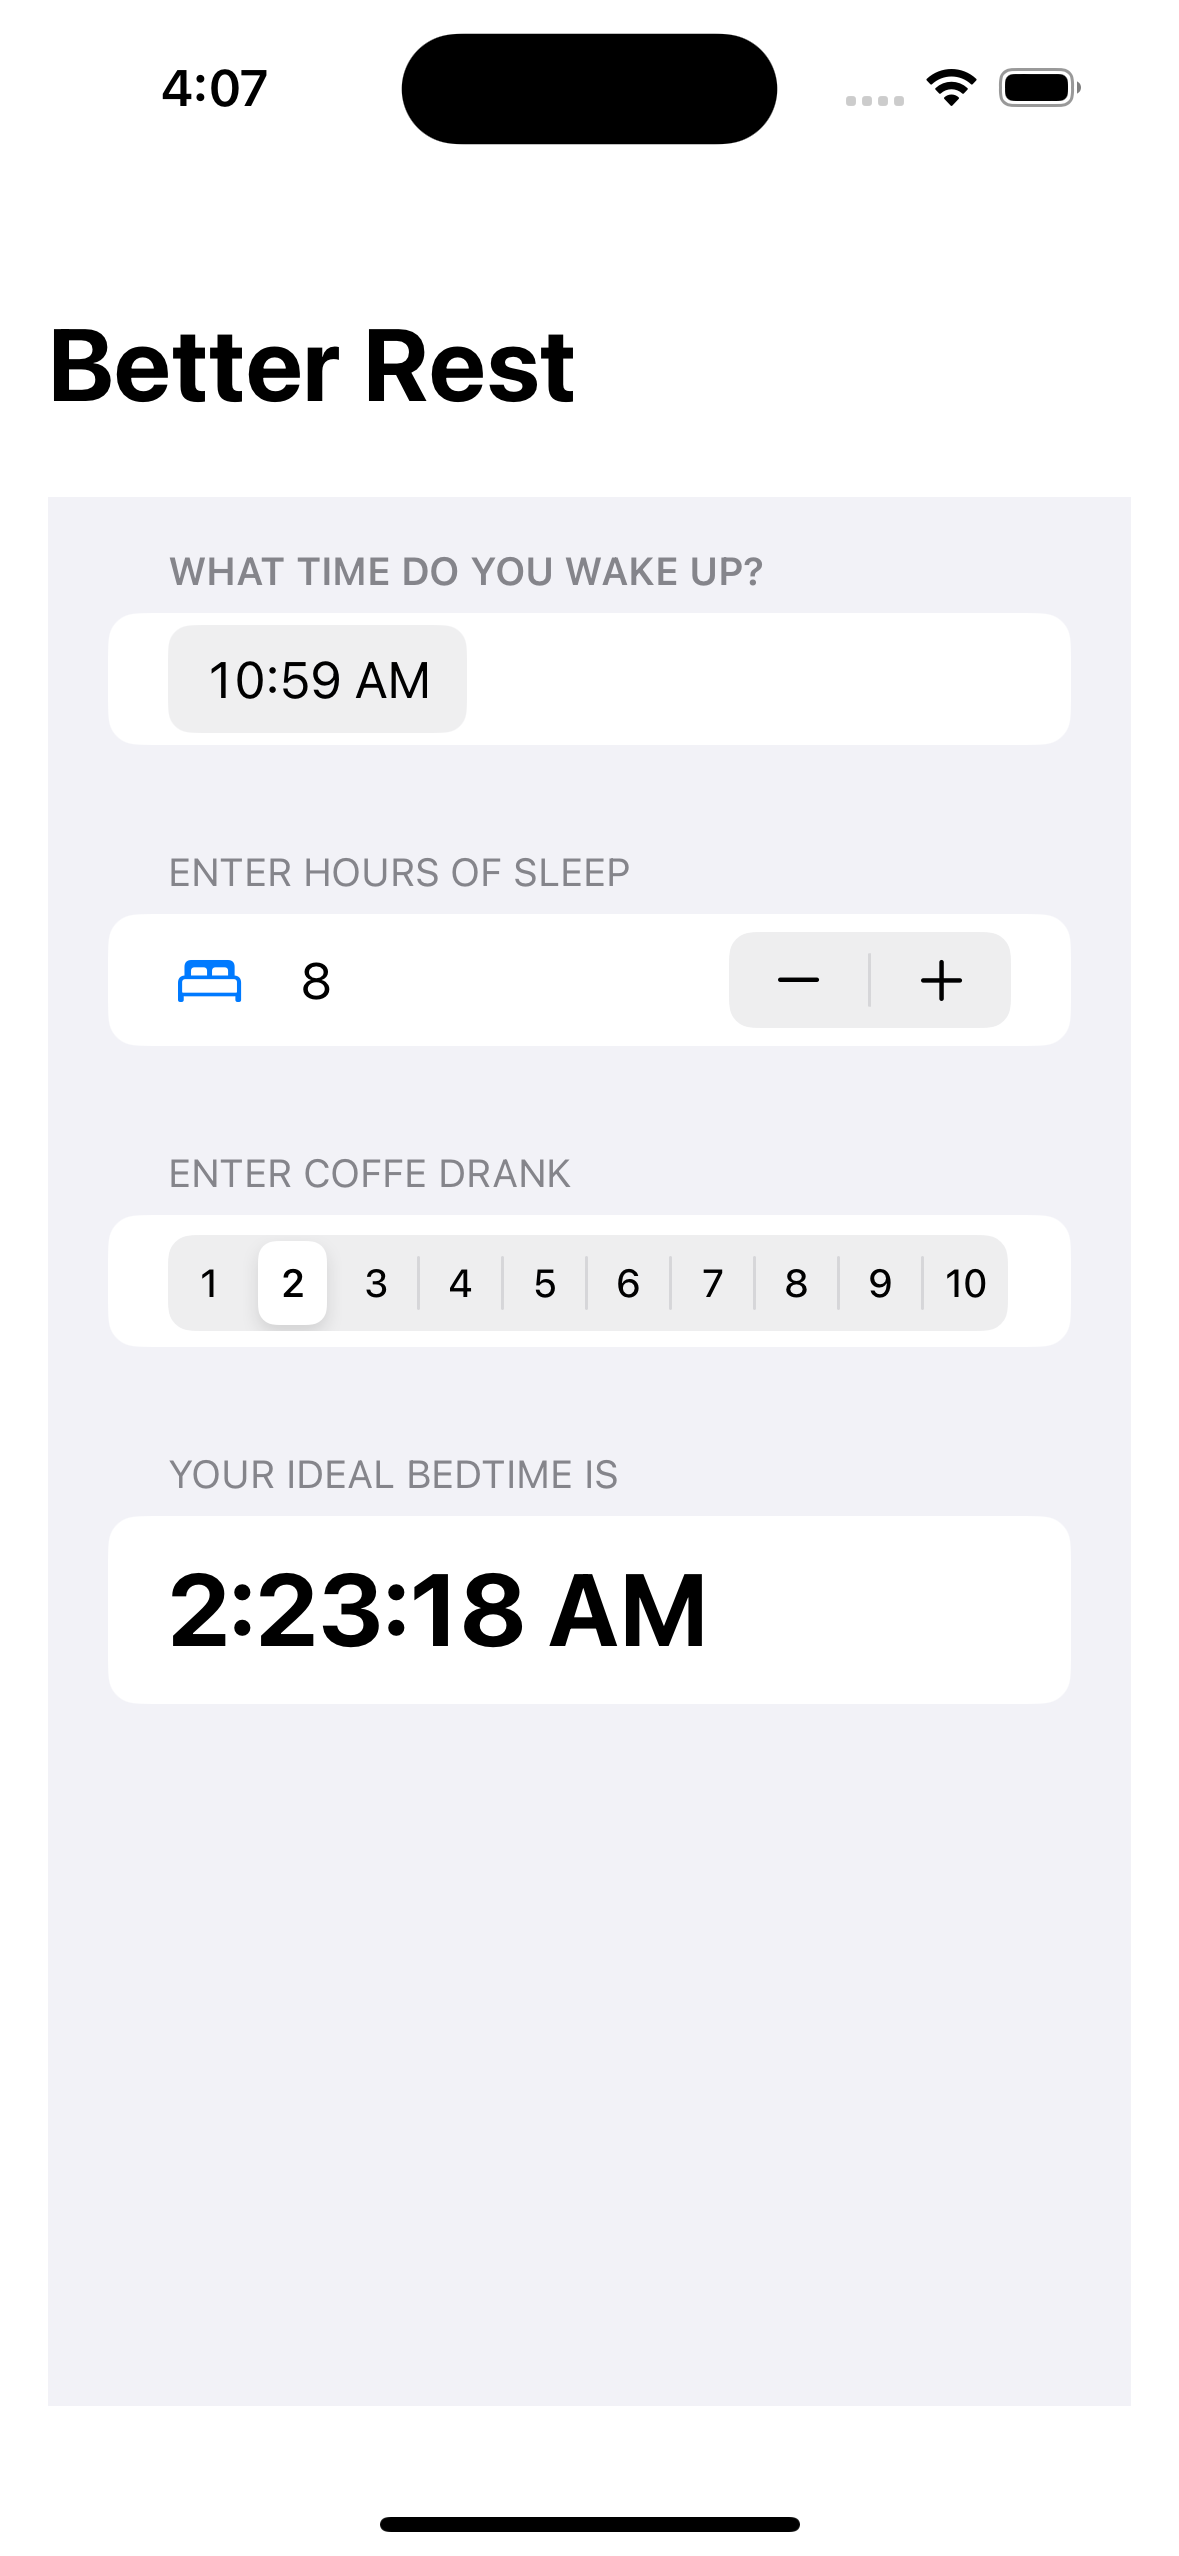 4:07
Better Rest
WHAT TIME DO YOU WAKE UP?
10:59 AM
ENTER HOURS OF SLEEP
8
ENTER COFFE DRANK
1 2 3 4 5 6 7 8 9 10
YOUR IDEAL BEDTIME IS
2:23:18 AM